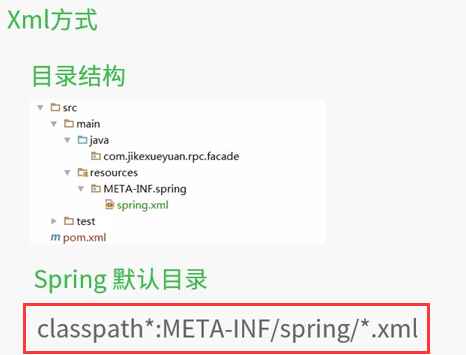 Xml方式
目录结构
src
main
java
com.jikexueyuan.rpc.facade
resources
META-INF.spring
spring.xml
test
pom.xml
Spring 默认目录
classpath*:META-INF/spring/*.xml